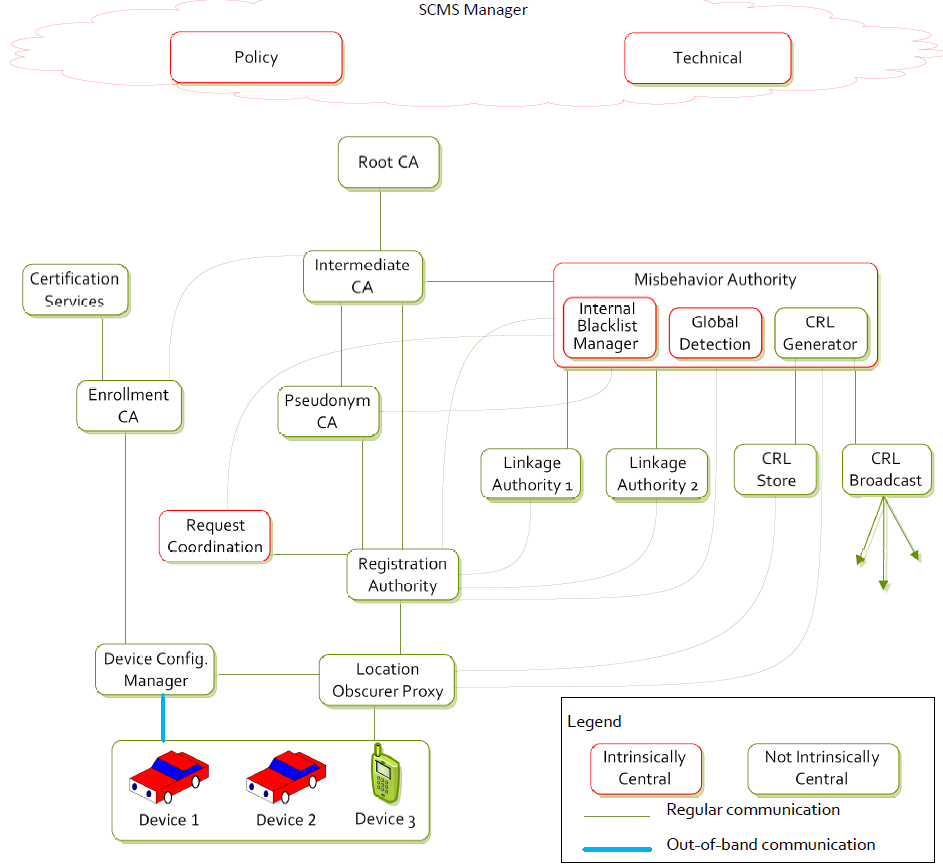 SCMS Manager
Policy
Technical
Root CA
Intermediate
CA
Certification
Services
Misbehavior Authority
Internal
Blacklist
Manager
Global
Detection
CRL
Generator
Enrollment
CA
Pseudonym
CA
Linkage
Authority 1
Linkage
Authority 2
CRL
Store
CRL
Broadcast
Request
Coordination
Registration
Authority
Device Config.
Manager
Location
Obscurer Proxy
Device 1
Device 2
Device 3
Legend
Intrinsically
Central
Not Intrinsically
Central
Regular communication
Out-of-band communication